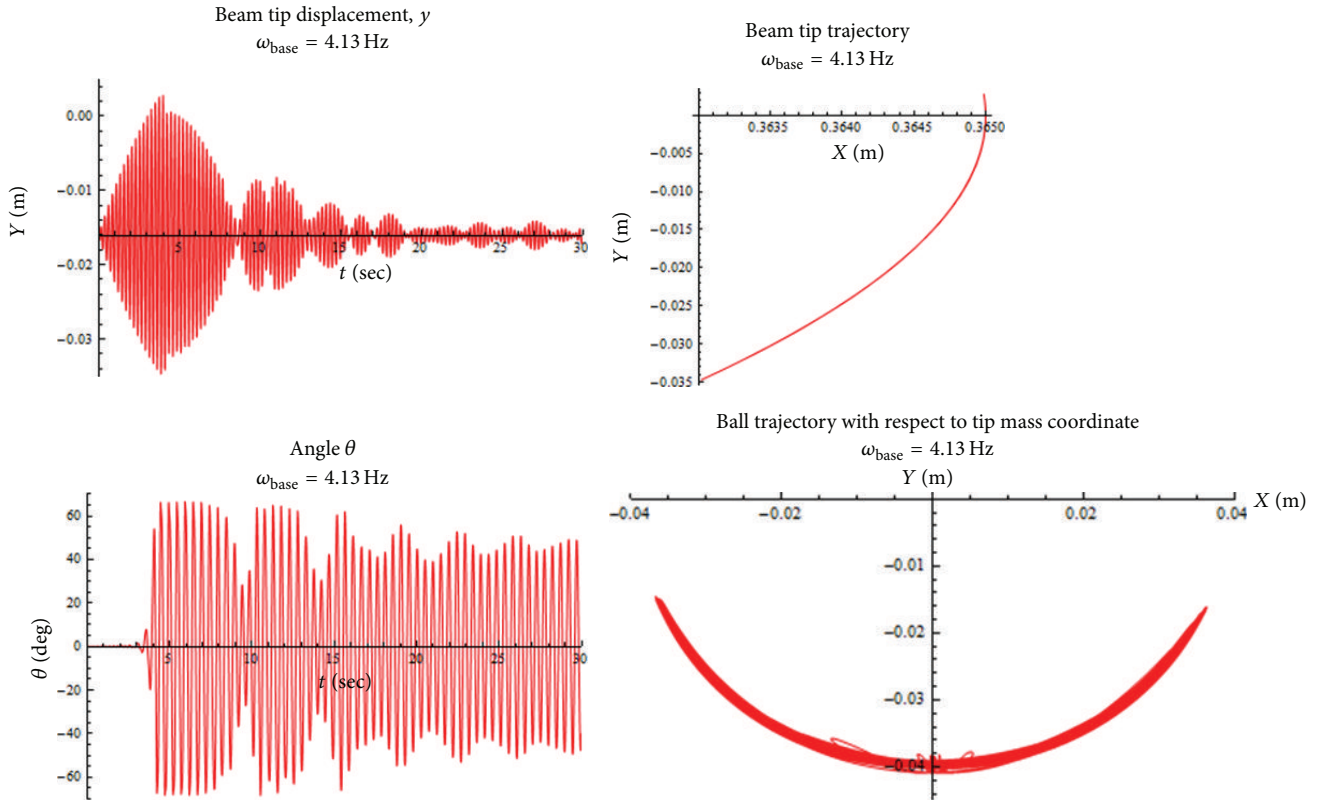 Beam tip displacement, y
ω_base = 4.13 Hz
0.00
−0.01
−0.02
−0.03
Y (m)
5
10
15
20
25
30
t (sec)
Beam tip trajectory
ω_base = 4.13 Hz
0.3635
0.3640
0.3645
0.3650
X (m)
−0.005
−0.010
−0.015
−0.020
−0.025
−0.030
−0.035
Y (m)
Angle θ
ω_base = 4.13 Hz
60
40
20
0
−20
−40
−60
θ (deg)
5
10
15
20
25
30
t (sec)
Ball trajectory with respect to tip mass coordinate
ω_base = 4.13 Hz
Y (m)
−0.04
−0.02
0.02
0.04
X (m)
−0.01
−0.02
−0.03
−0.04